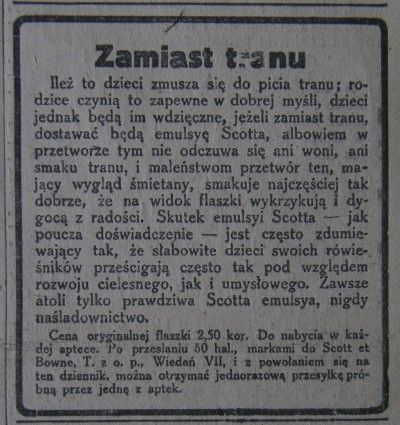 Zamiast tranu
Ileż to dzieci zmusza się do picia tranu; ro-
dzice czynią to zapewne w dobrej myśli, dzieci
jednak będą im wdzięczne, jeżeli zamiast tranu,
dostawać będą emulsyę Scotta, albowiem w
przetworze tym nie odczuwa się ani woni, ani
smaku tranu, i maleństwom przetwór ten, ma-
jący wygląd śmietany, smakuje najczęściej tak
dobrze, że na widok flaszki wykrzykują i dy-
gocą z radości. Skutek emulsyi Scotta — jak
poucza doświadczenie — jest często zdumie-
wający tak, że słabowite dzieci swoich rówie-
śników prześcigają często tak pod względem
rozwoju cielesnego, jak i umysłowego. Zawsze
atoli tylko prawdziwa Scotta emulsya, nigdy
naśladownictwo.
Cena oryginalnej flaszki 2,50 kor. Do nabycia w każ-
dej aptece. Po przesłaniu 50 hal., markami do Scott et
Bowne, T. z o. p., Wiedeń VII, i z powołaniem się na
ten dziennik, można otrzymać jednorazową przesyłkę pró-
bną przez jednę z aptek.